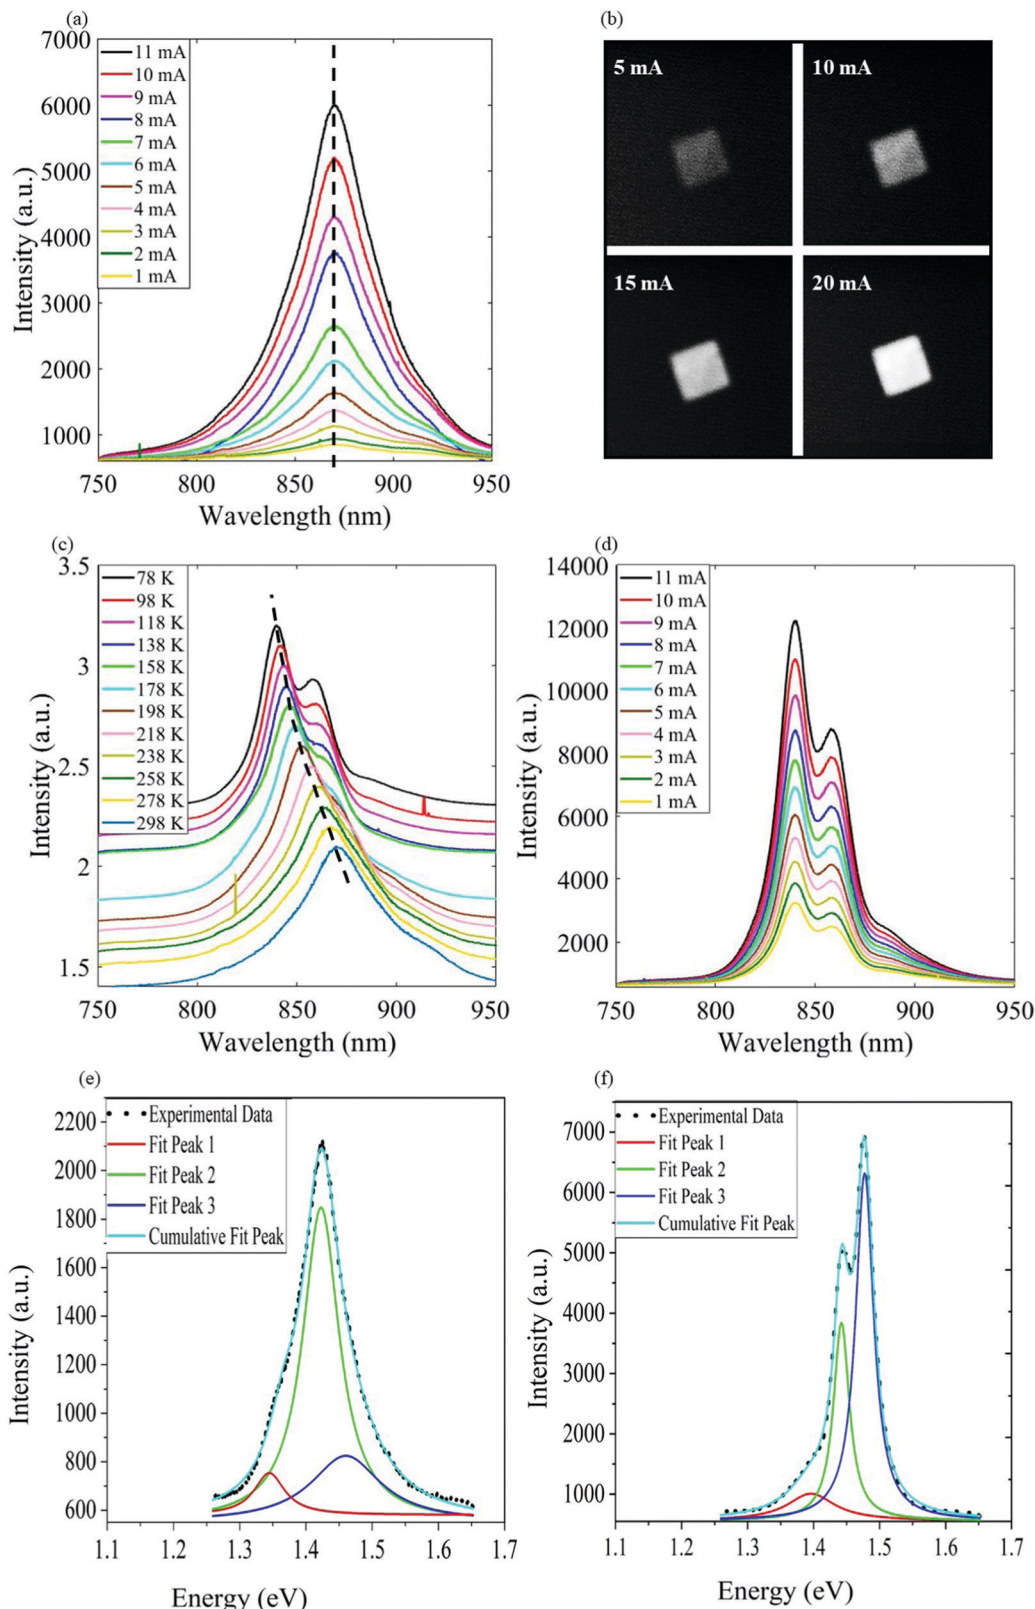 (a)
7000
6000
5000
4000
3000
2000
1000
Intensity (a.u.)
11 mA
10 mA
9 mA
8 mA
7 mA
6 mA
5 mA
4 mA
3 mA
2 mA
1 mA
750 800 850 900 950
Wavelength (nm)
(b)
5 mA 10 mA
15 mA 20 mA
(c)
3.5
3
2.5
2
1.5
Intensity (a.u.)
78 K
98 K
118 K
138 K
158 K
178 K
198 K
218 K
238 K
258 K
278 K
298 K
750 800 850 900 950
Wavelength (nm)
(d)
14000
12000
10000
8000
6000
4000
2000
Intensity (a.u.)
11 mA
10 mA
9 mA
8 mA
7 mA
6 mA
5 mA
4 mA
3 mA
2 mA
1 mA
750 800 850 900 950
Wavelength (nm)
(e)
2200
2000
1800
1600
1400
1200
1000
800
600
Intensity (a.u.)
Experimental Data
Fit Peak 1
Fit Peak 2
Fit Peak 3
Cumulative Fit Peak
1.1 1.2 1.3 1.4 1.5 1.6 1.7
Energy (eV)
(f)
7000
6000
5000
4000
3000
2000
1000
Intensity (a.u.)
Experimental Data
Fit Peak 1
Fit Peak 2
Fit Peak 3
Cumulative Fit Peak
1.1 1.2 1.3 1.4 1.5 1.6 1.7
Energy (eV)